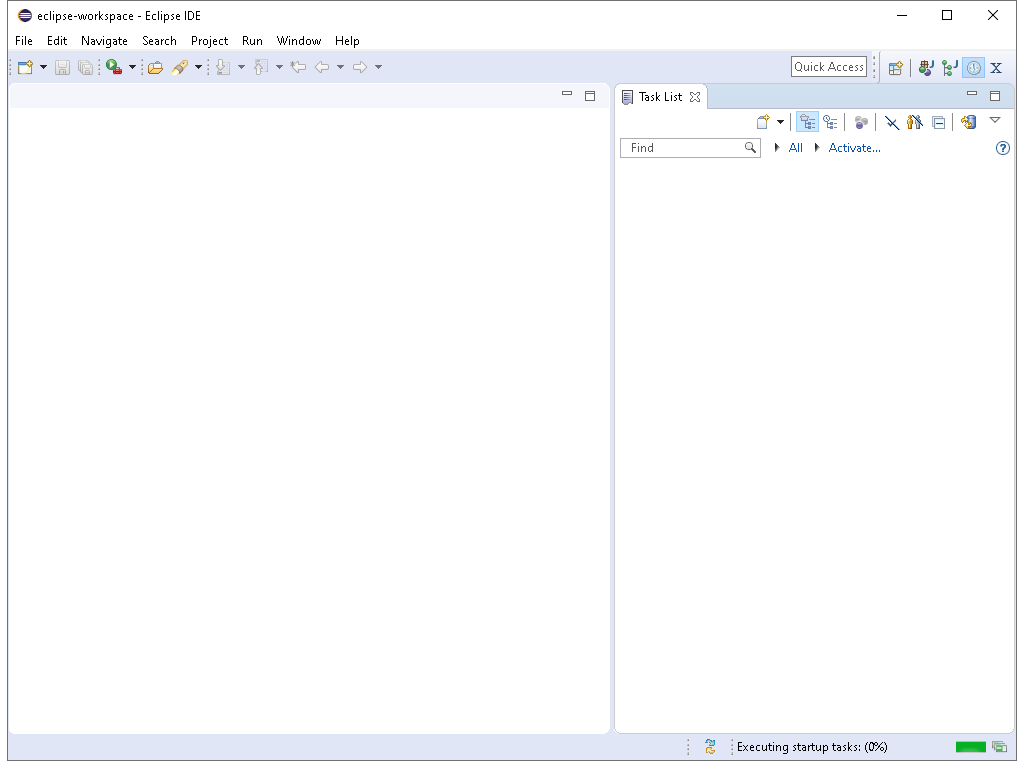 eclipse-workspace - Eclipse IDE
File Edit Navigate Search Project Run Window Help
Quick Access
Task List
Find All Activate...
Executing startup tasks: (0%)